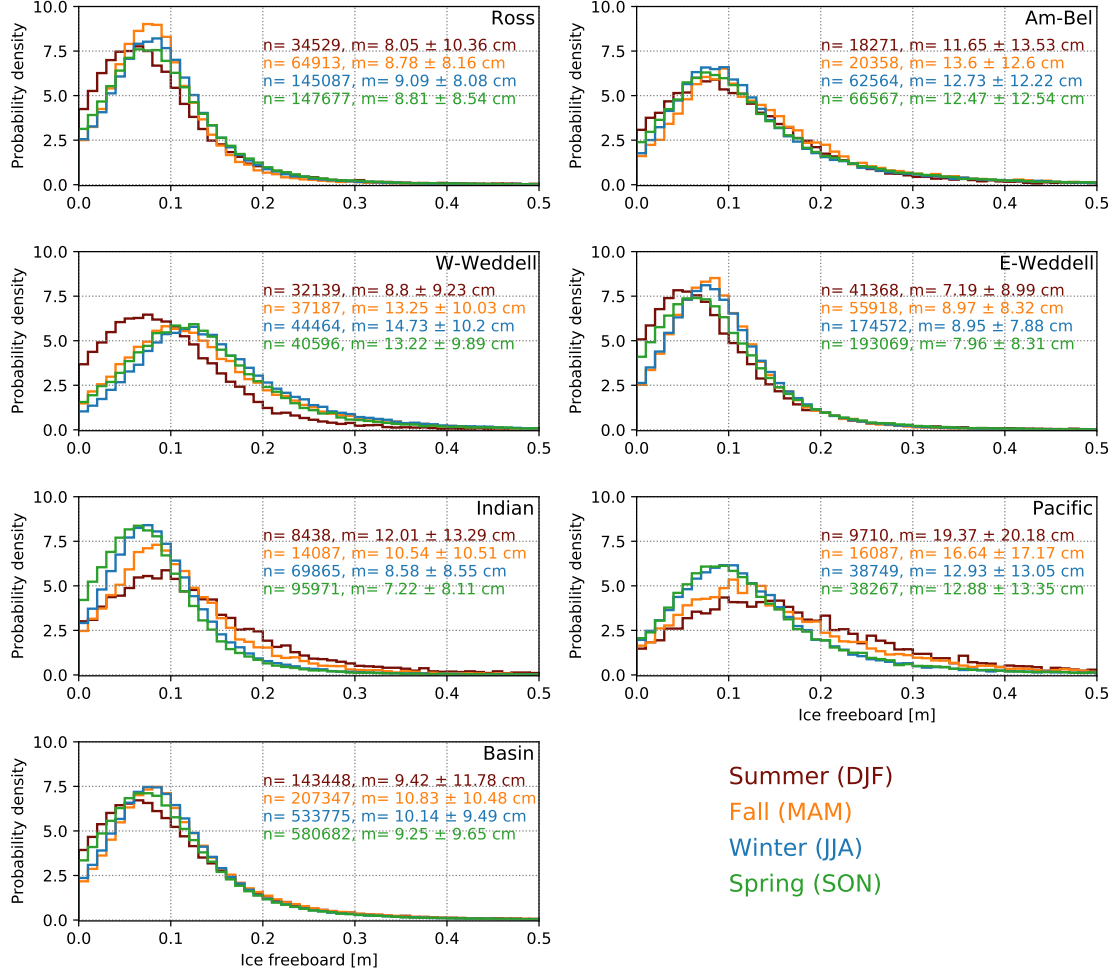 Ross
n= 34529, m= 8.05 ± 10.36 cm
n= 64913, m= 8.78 ± 8.16 cm
n= 145087, m= 9.09 ± 8.08 cm
n= 147677, m= 8.81 ± 8.54 cm
Probability density
10.0
7.5
5.0
2.5
0.0
0.0 0.1 0.2 0.3 0.4 0.5
Am-Bel
n= 18271, m= 11.65 ± 13.53 cm
n= 20358, m= 13.6 ± 12.6 cm
n= 62564, m= 12.73 ± 12.22 cm
n= 66567, m= 12.47 ± 12.54 cm
Probability density
10.0
7.5
5.0
2.5
0.0
0.0 0.1 0.2 0.3 0.4 0.5
W-Weddell
n= 32139, m= 8.8 ± 9.23 cm
n= 37187, m= 13.25 ± 10.03 cm
n= 44464, m= 14.73 ± 10.2 cm
n= 40596, m= 13.22 ± 9.89 cm
Probability density
10.0
7.5
5.0
2.5
0.0
0.0 0.1 0.2 0.3 0.4 0.5
E-Weddell
n= 41368, m= 7.19 ± 8.99 cm
n= 55918, m= 8.97 ± 8.32 cm
n= 174572, m= 8.95 ± 7.88 cm
n= 193069, m= 7.96 ± 8.31 cm
Probability density
10.0
7.5
5.0
2.5
0.0
0.0 0.1 0.2 0.3 0.4 0.5
Indian
n= 8438, m= 12.01 ± 13.29 cm
n= 14087, m= 10.54 ± 10.51 cm
n= 69865, m= 8.58 ± 8.55 cm
n= 95971, m= 7.22 ± 8.11 cm
Probability density
10.0
7.5
5.0
2.5
0.0
0.0 0.1 0.2 0.3 0.4 0.5
Pacific
n= 9710, m= 19.37 ± 20.18 cm
n= 16087, m= 16.64 ± 17.17 cm
n= 38749, m= 12.93 ± 13.05 cm
n= 38267, m= 12.88 ± 13.35 cm
Probability density
10.0
7.5
5.0
2.5
0.0
0.0 0.1 0.2 0.3 0.4 0.5
Ice freeboard [m]
Basin
n= 143448, m= 9.42 ± 11.78 cm
n= 207347, m= 10.83 ± 10.48 cm
n= 533775, m= 10.14 ± 9.49 cm
n= 580682, m= 9.25 ± 9.65 cm
Probability density
10.0
7.5
5.0
2.5
0.0
0.0 0.1 0.2 0.3 0.4 0.5
Ice freeboard [m]
Summer (DJF)
Fall (MAM)
Winter (JJA)
Spring (SON)